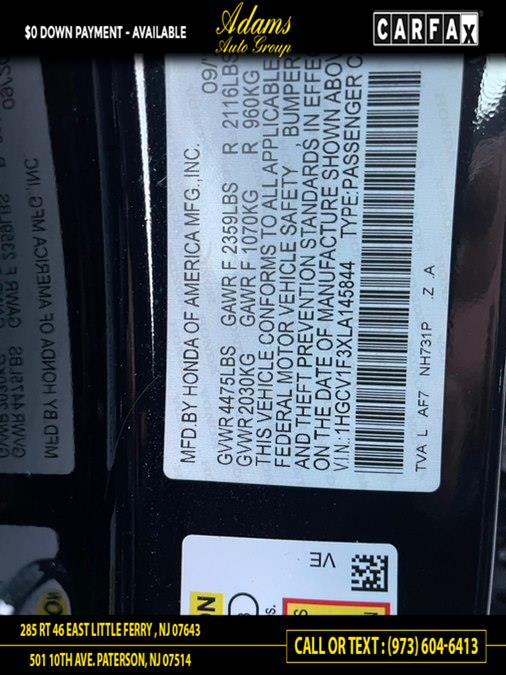 $0 DOWN PAYMENT - AVAILABLE
Adams
Auto Group
CARFAX
MFD.BY HONDA OF AMERICA MFG.,INC. 09/
GVWR 4475LBS GAWR F 2359LBS R 2116LBS
GVWR 2030KG GAWR F 1070KG R 960KG
THIS VEHICLE CONFORMS TO ALL APPLICABLE
FEDERAL MOTOR VEHICLE SAFETY , BUMPER
AND THEFT PREVENTION STANDARDS IN EFFEC
ON THE DATE OF MANUFACTURE SHOWN ABOV
V.I.N.:1HGCV1F3XLA145844 TYPE:PASSENGER C
TVA L AF7 NH731P .Z A
VE
285 RT 46 EAST LITTLE FERRY , NJ 07643
501 10TH AVE. PATERSON, NJ 07514
CALL OR TEXT : (973) 604-6413